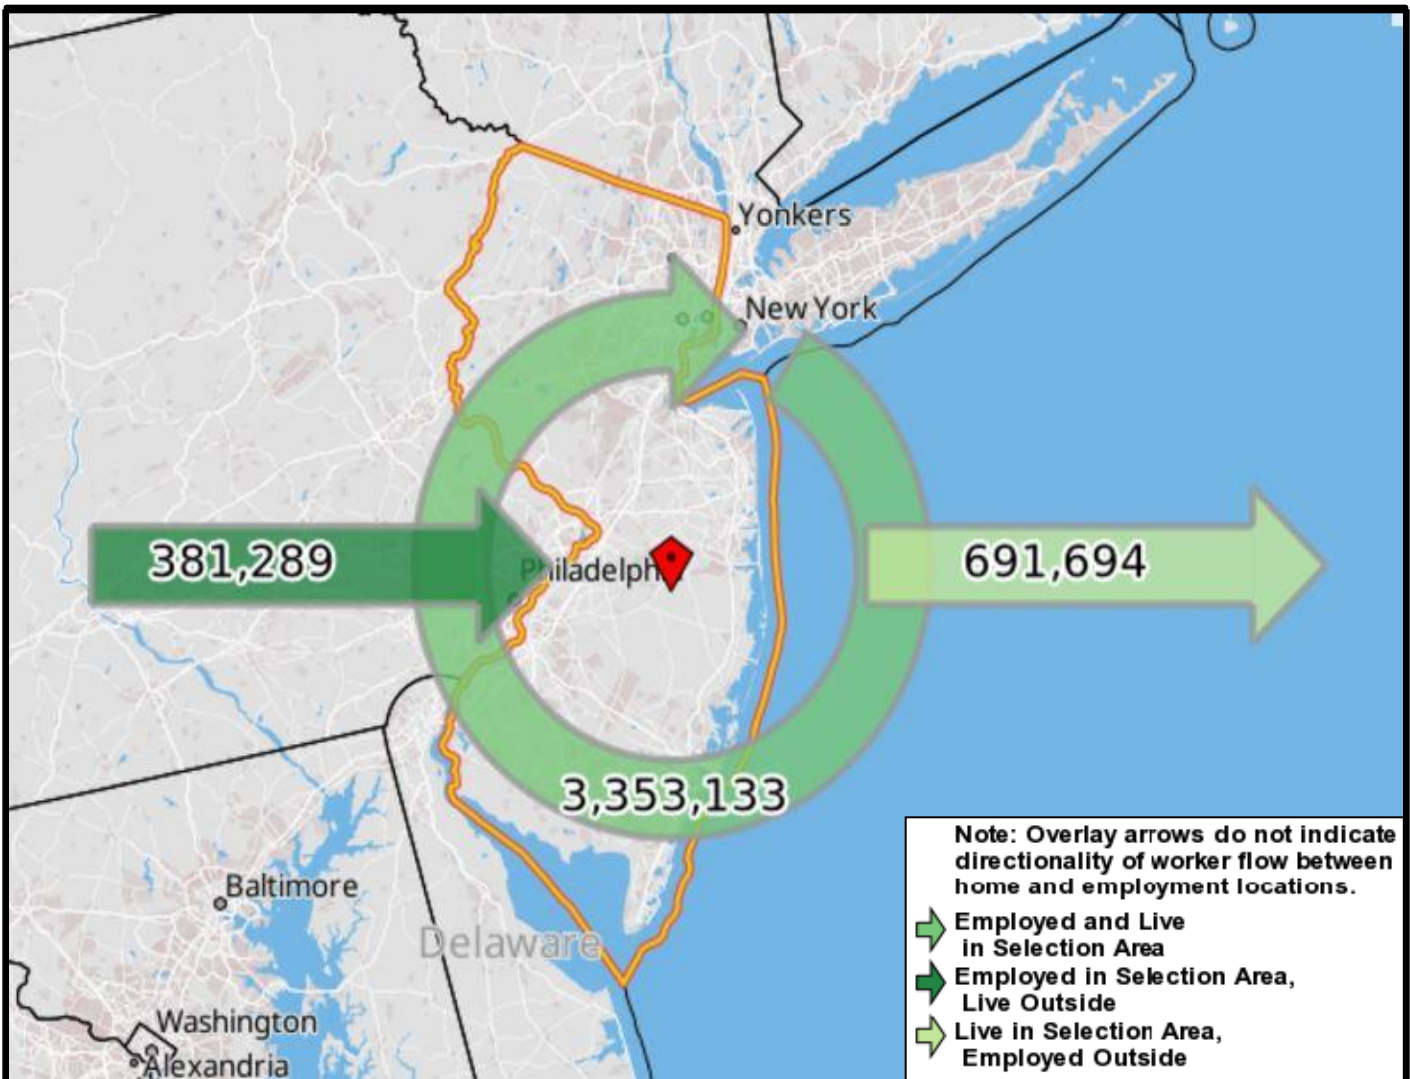 Yonkers
New York
381,289
691,694
Philadelph
3,353,133
Note: Overlay arrows do not indicate
directionality of worker flow between
home and employment locations.
Baltimore
Employed and Live
in Selection Area
Delaware
Employed in Selection Area,
Live Outside
Washington
Live in Selection Area,
Employed Outside
Alexandria